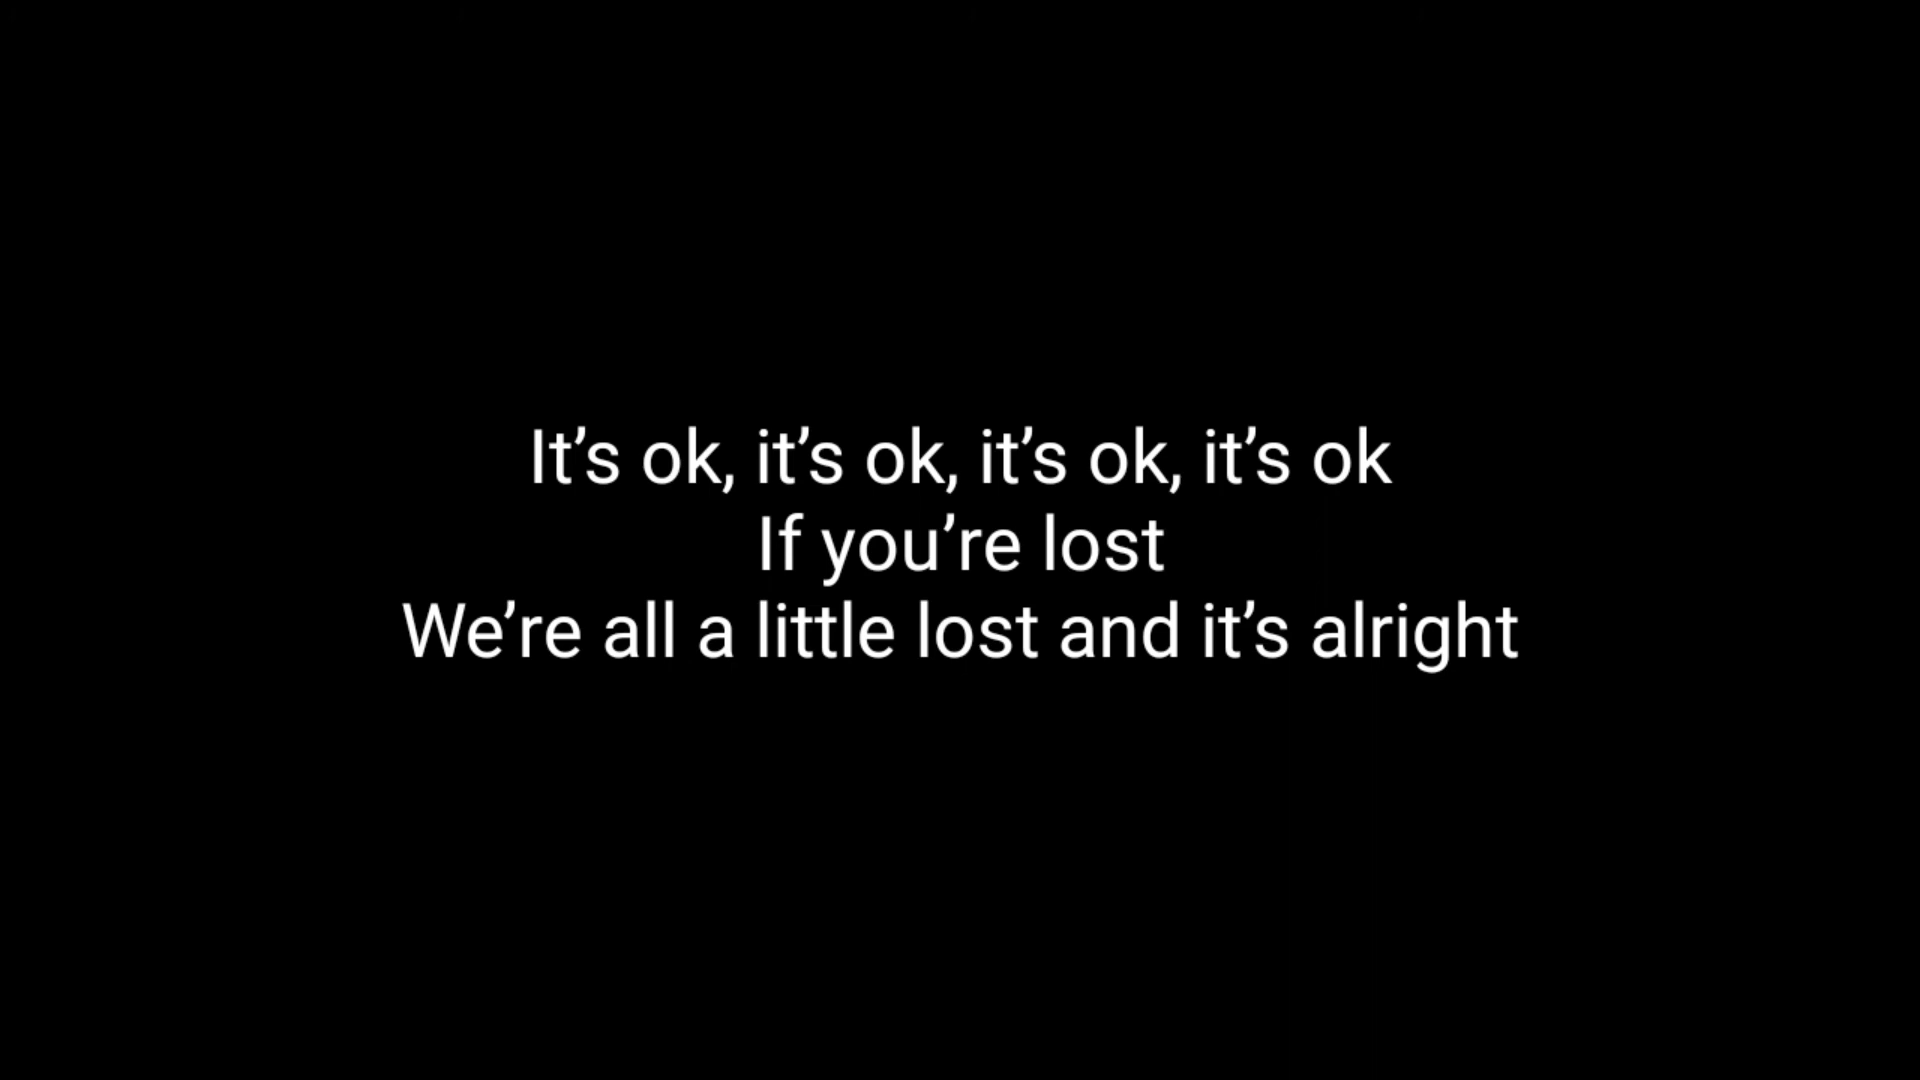 It’s ok, it’s ok, it’s ok, it’s ok
If you’re lost
We’re all a little lost and it’s alright